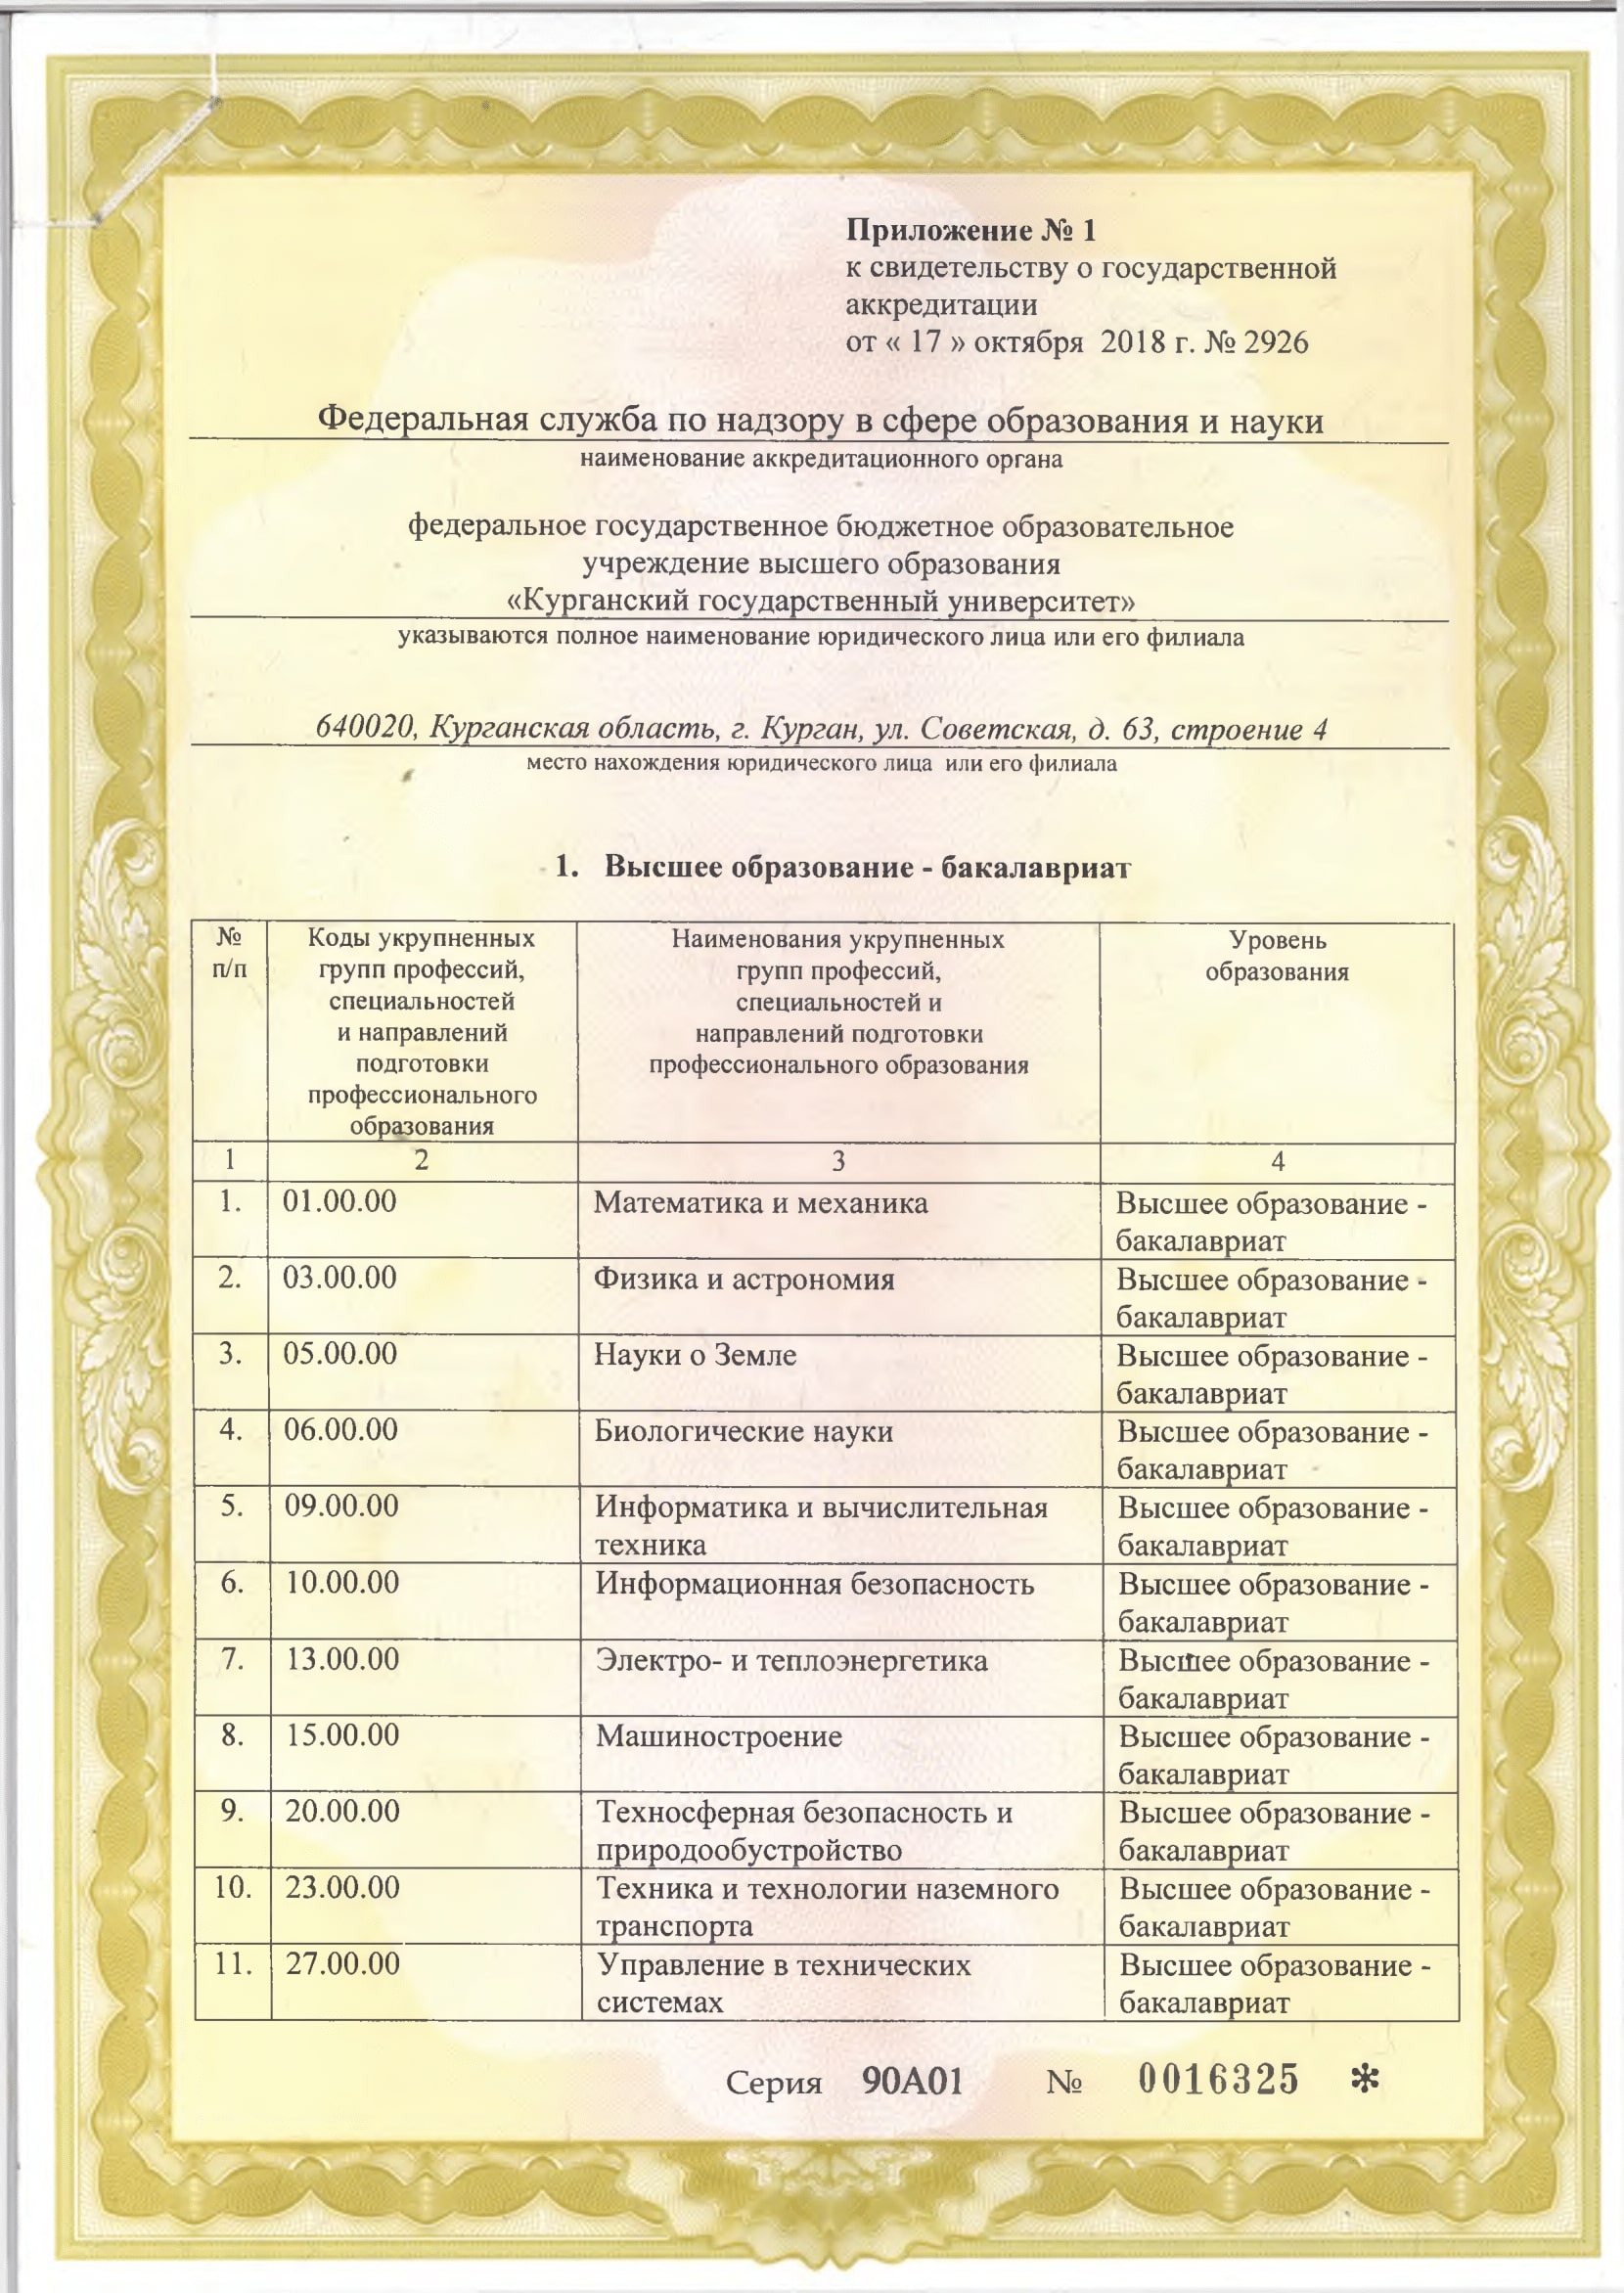 Приложение № 1
к свидетельству о государственной
аккредитации
от « 17 » октября 2018 г. № 2926
Федеральная служба по надзору в сфере образования и науки
наименование аккредитационного органа
федеральное государственное бюджетное образовательное
учреждение высшего образования
«Курганский государственный университет»
указываются полное наименование юридического лица или его филиала
640020, Курганская область, г. Курган, ул. Советская, д. 63, строение 4
место нахождения юридического лица или его филиала
1. Высшее образование - бакалавриат
№
п/п
Коды укрупненных
групп профессий,
специальностей
и направлений
подготовки
профессионального
образования
Наименования укрупненных
групп профессий,
специальностей и
направлений подготовки
профессионального образования
Уровень
образования
1 2 3 4
1. 01.00.00 Математика и механика Высшее образование -
бакалавриат
2. 03.00.00 Физика и астрономия Высшее образование -
бакалавриат
3. 05.00.00 Науки о Земле Высшее образование -
бакалавриат
4. 06.00.00 Биологические науки Высшее образование -
бакалавриат
5. 09.00.00 Информатика и вычислительная Высшее образование -
техника бакалавриат
6. 10.00.00 Информационная безопасность Высшее образование -
бакалавриат
7. 13.00.00 Электро- и теплоэнергетика Высшее образование -
бакалавриат
8. 15.00.00 Машиностроение Высшее образование -
бакалавриат
9. 20.00.00 Техносферная безопасность и Высшее образование -
природообустройство бакалавриат
10. 23.00.00 Техника и технологии наземного Высшее образование -
транспорта бакалавриат
11. 27.00.00 Управление в технических Высшее образование -
системах бакалавриат
Серия 90А01 № 0016325 *